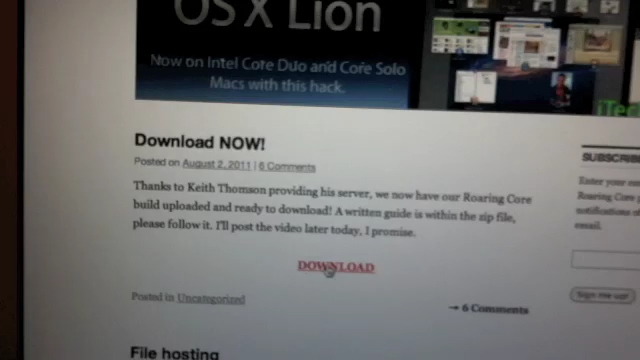 OS X Lion
Now on Intel Core Duo and Core Solo
Macs with this hack.
iTec
Download NOW!
Posted on August 2, 2011 | 6 Comments
Thanks to Keith Thomson providing his server, we now have our Roaring Core
build uploaded and ready to download! A written guide is within the zip file,
please follow it. I'll post the video later today, I promise.
DOWNLOAD
Posted in Uncategorized
→ 6 Comments
File hosting
SUBSCRIBE
Enter your
Roaring Core
notifications
email.
Sign me up!